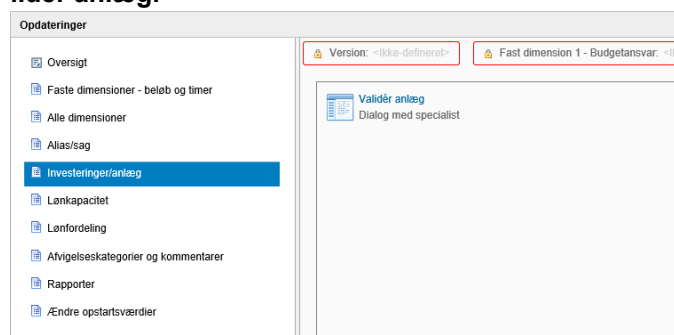 Opdateringer
Version: <Ikke-defineret>
Fast dimension 1 - Budgetansvar:
Oversigt
Faste dimensioner - beløb og timer
Alle dimensioner
Alias/sag
Investeringer/anlæg
Lønkapacitet
Lønfordeling
Afvigelseskategorier og kommentarer
Rapporter
Ændre opstartsværdier
Validér anlæg
Dialog med specialist